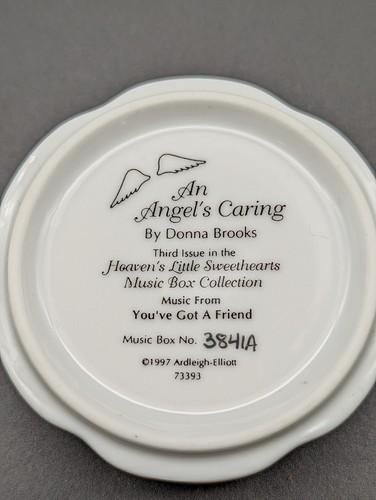 An
Angel's Caring
By Donna Brooks
Third Issue in the
Heaven's Little Sweethearts
Music Box Collection
Music From
You've Got A Friend
Music Box No. 3841A
©1997 Ardleigh-Elliott
73393